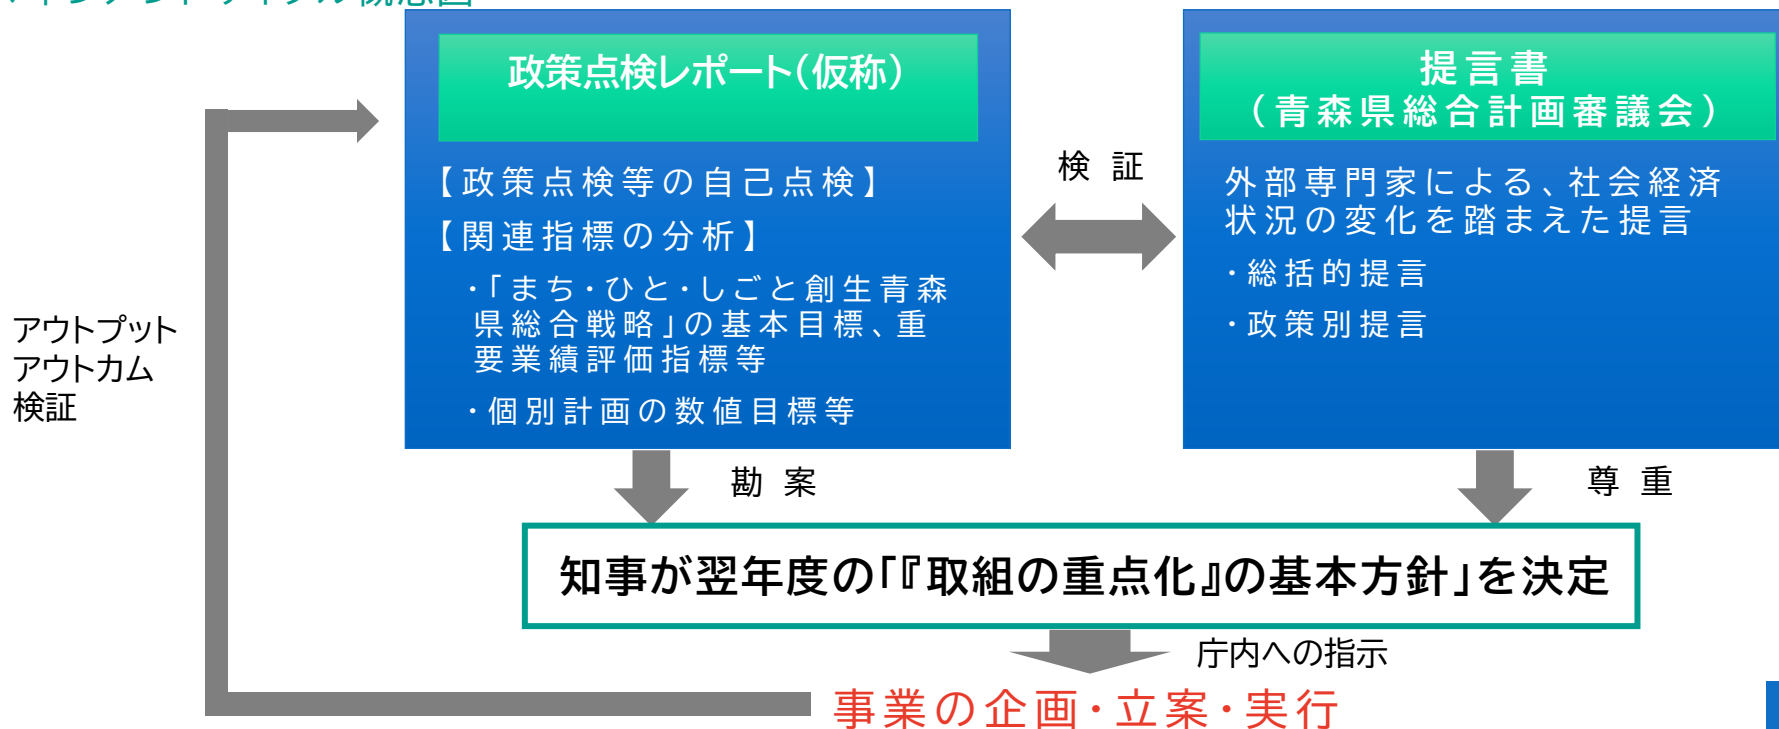 政策点検レポート（仮称）
【政策点検等の自己点検】
【関連指標の分析】
・「まち・ひと・しごと創生青森
県総合戦略」の基本目標、重
要業績評価指標等
・個別計画の数値目標等
検 証
提言書
（青森県総合計画審議会）
外部専門家による、社会経済
状況の変化を踏まえた提言
・総括的提言
・政策別提言
アウトプット
アウトカム
検証
勘 案
尊 重
知事が翌年度の「『取組の重点化』の基本方針」を決定
庁内への指示
事業の企画・立案・実行